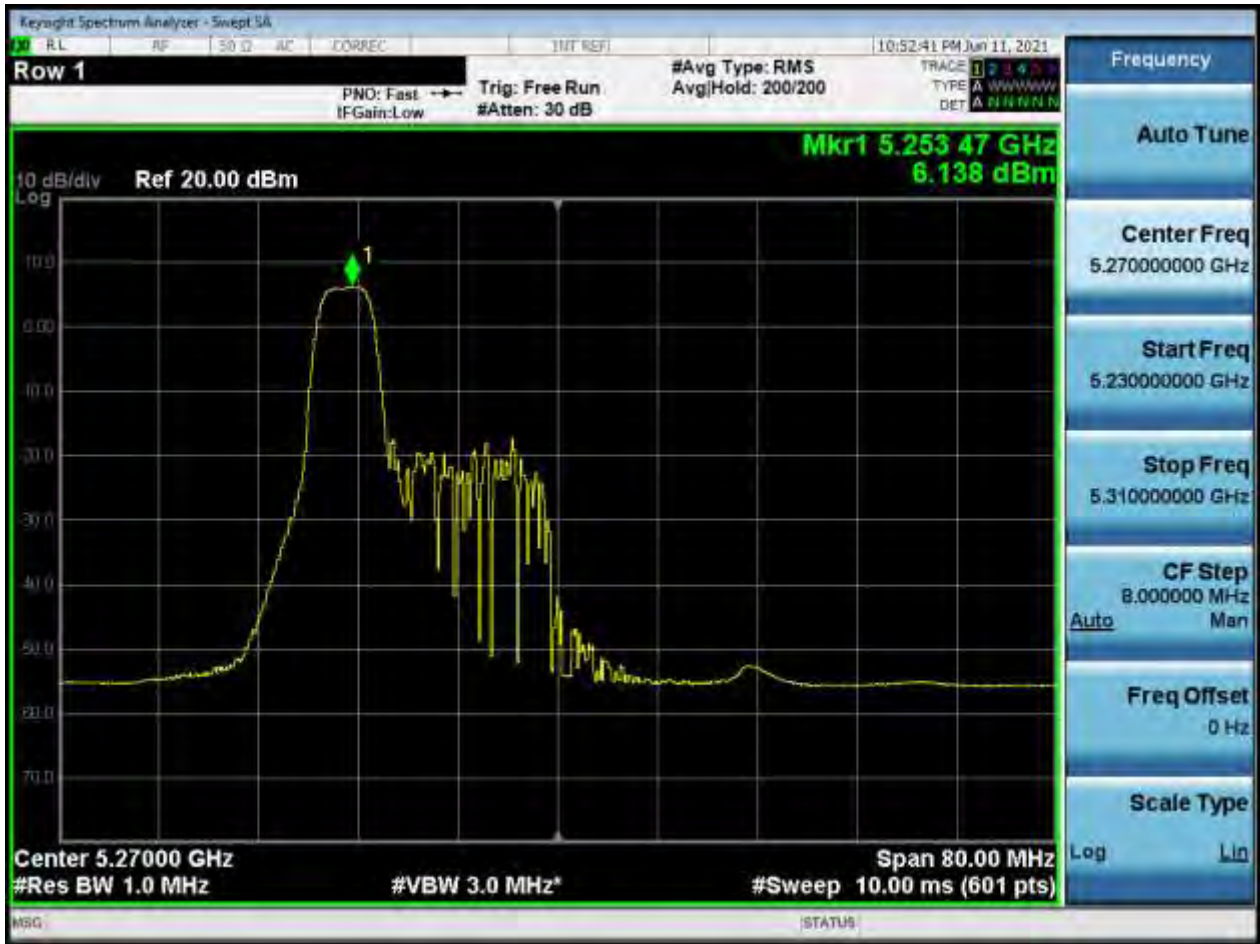 Keysight Spectrum Analyzer - Swept SA
RL RF 50 Ω AC CORREC INT REF 10:52:41 PM Jun 11, 2021
Row 1
PNO: Fast
IFGain:Low
Trig: Free Run
#Atten: 30 dB
#Avg Type: RMS
Avg|Hold: 200/200
TRACE 1 2 3 4 5 6
TYPE A WWWWW
DET A N N N N N
Mkr1 5.253 47 GHz
6.138 dBm
10 dB/div Ref 20.00 dBm
Log
10.0
1
0.00
-10.0
-20.0
-30.0
-40.0
-50.0
-60.0
-70.0
Center 5.27000 GHz
Span 80.00 MHz
#Res BW 1.0 MHz
#VBW 3.0 MHz*
#Sweep 10.00 ms (601 pts)
MSG
STATUS
Frequency
Auto Tune
Center Freq
5.270000000 GHz
Start Freq
5.230000000 GHz
Stop Freq
5.310000000 GHz
CF Step
8.000000 MHz
Auto Man
Freq Offset
0 Hz
Scale Type
Log Lin